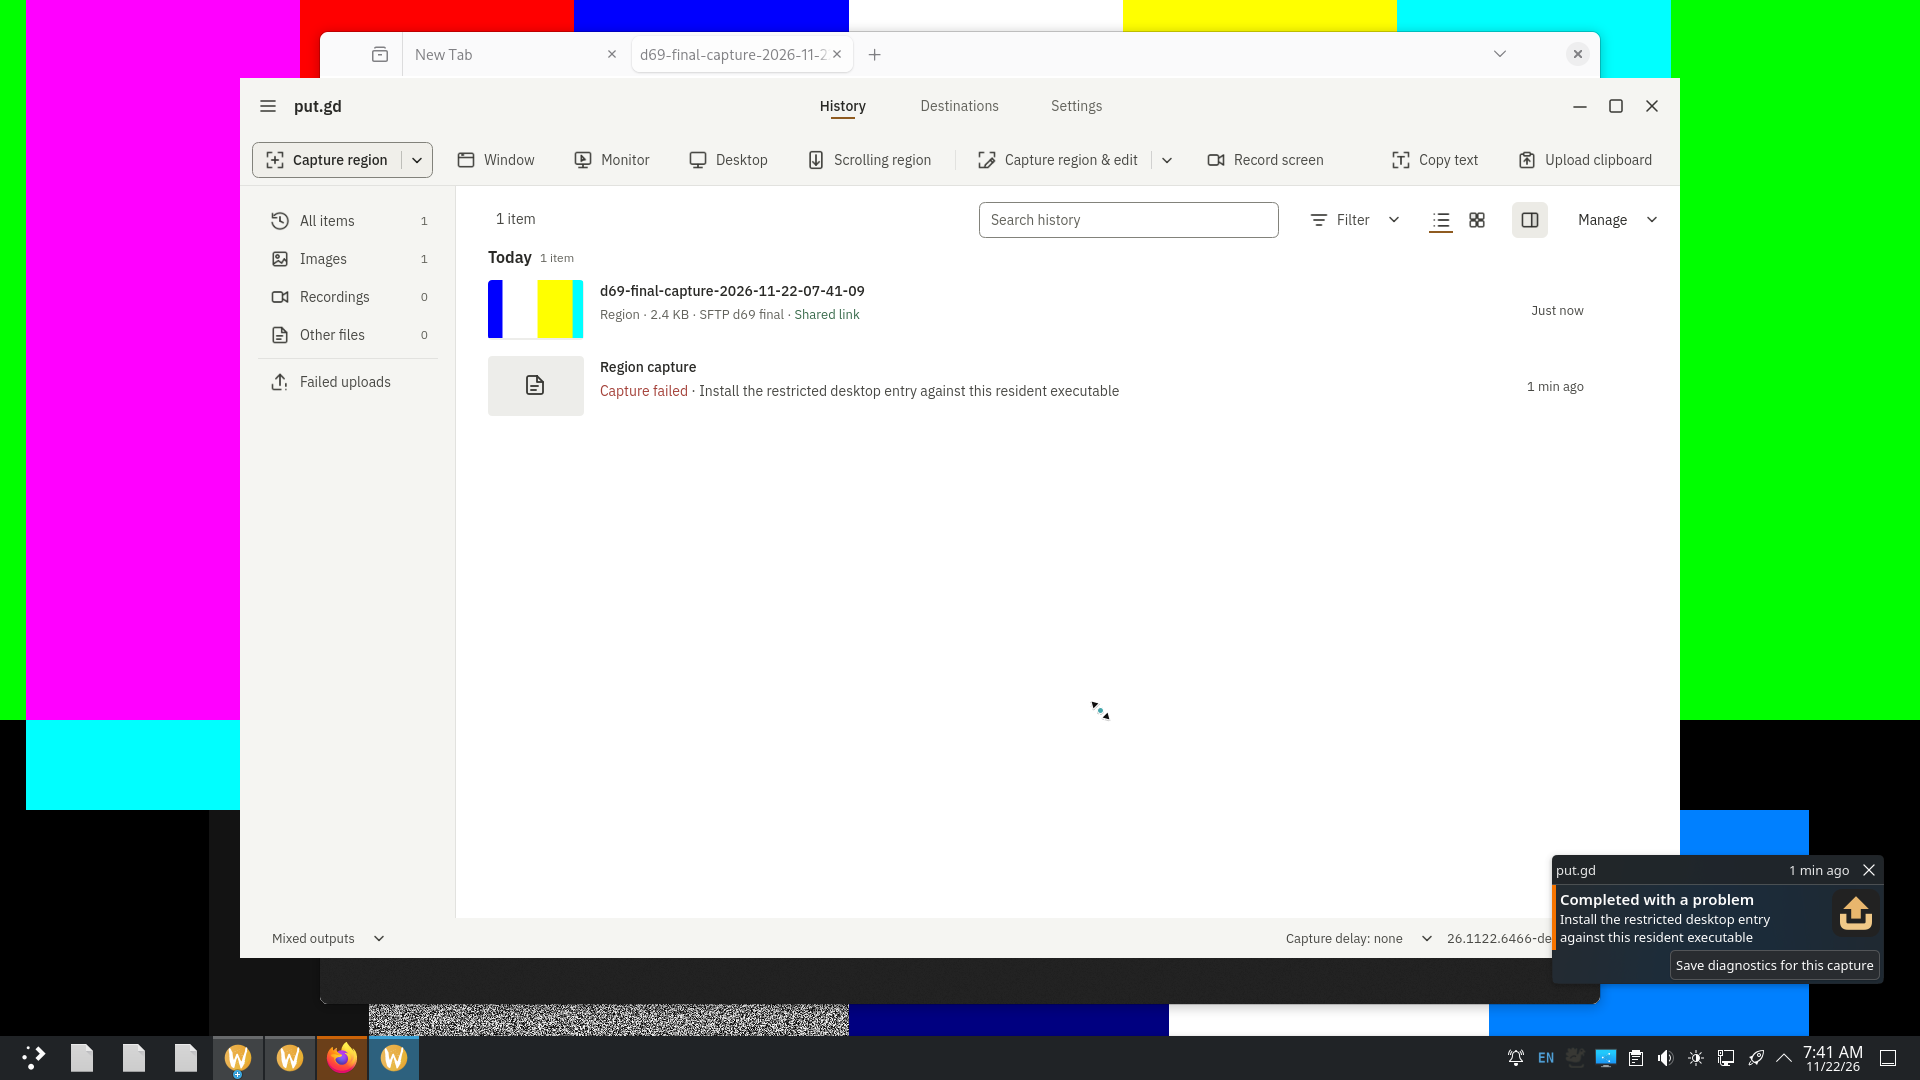 New Tab
d69-final-capture-2026-11-2
put.gd
History
Destinations
Settings
Capture region
Window
Monitor
Desktop
Scrolling region
Capture region & edit
Record screen
Copy text
Upload clipboard
All items 1
Images 1
Recordings 0
Other files 0
Failed uploads
1 item
Search history
Filter
Manage
Today 1 item
d69-final-capture-2026-11-22-07-41-09
Region · 2.4 KB · SFTP d69 final · Shared link
Just now
Region capture
Capture failed · Install the restricted desktop entry against this resident executable
1 min ago
Mixed outputs
Capture delay: none
26.1122.6466-de
put.gd
1 min ago
Completed with a problem
Install the restricted desktop entry
against this resident executable
Save diagnostics for this capture
W
W
W
EN
7:41 AM
11/22/26